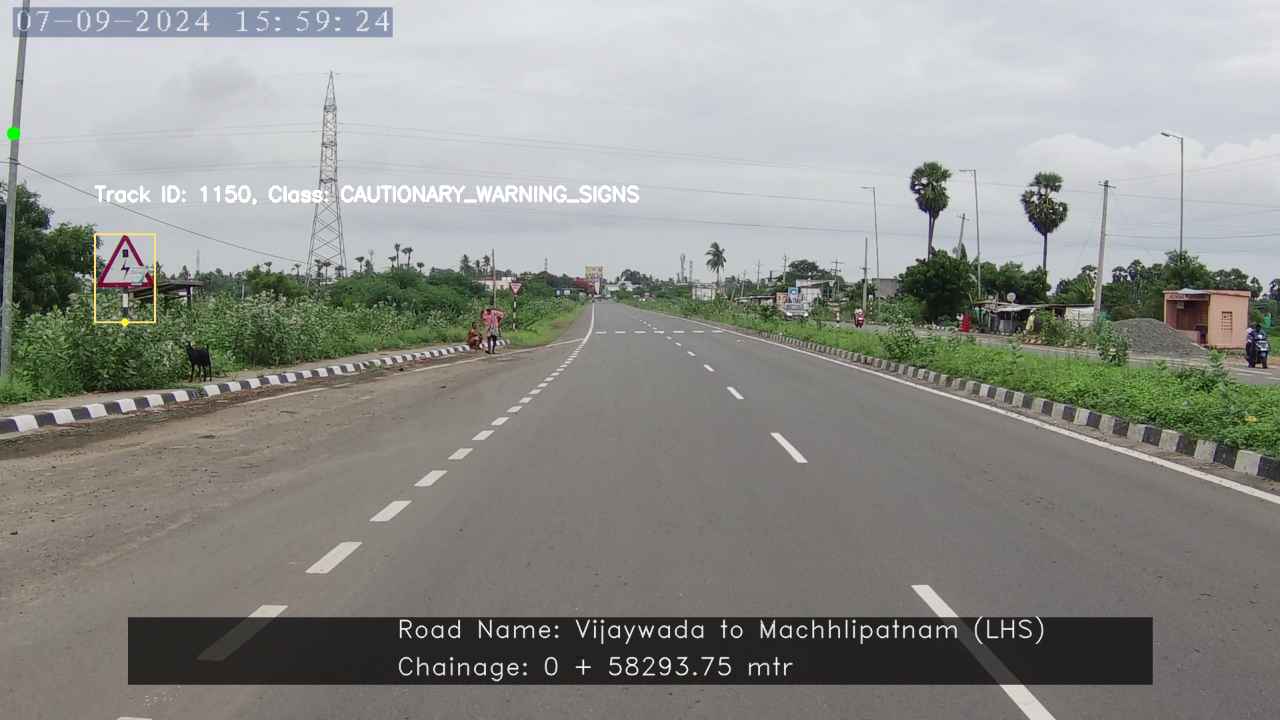 07-09-2024 15:59:24
Track ID: 1150, Class: CAUTIONARY_WARNING_SIGNS
Road Name: Vijaywada to Machhlipatnam (LHS)
Chainage: 0 + 58293.75 mtr